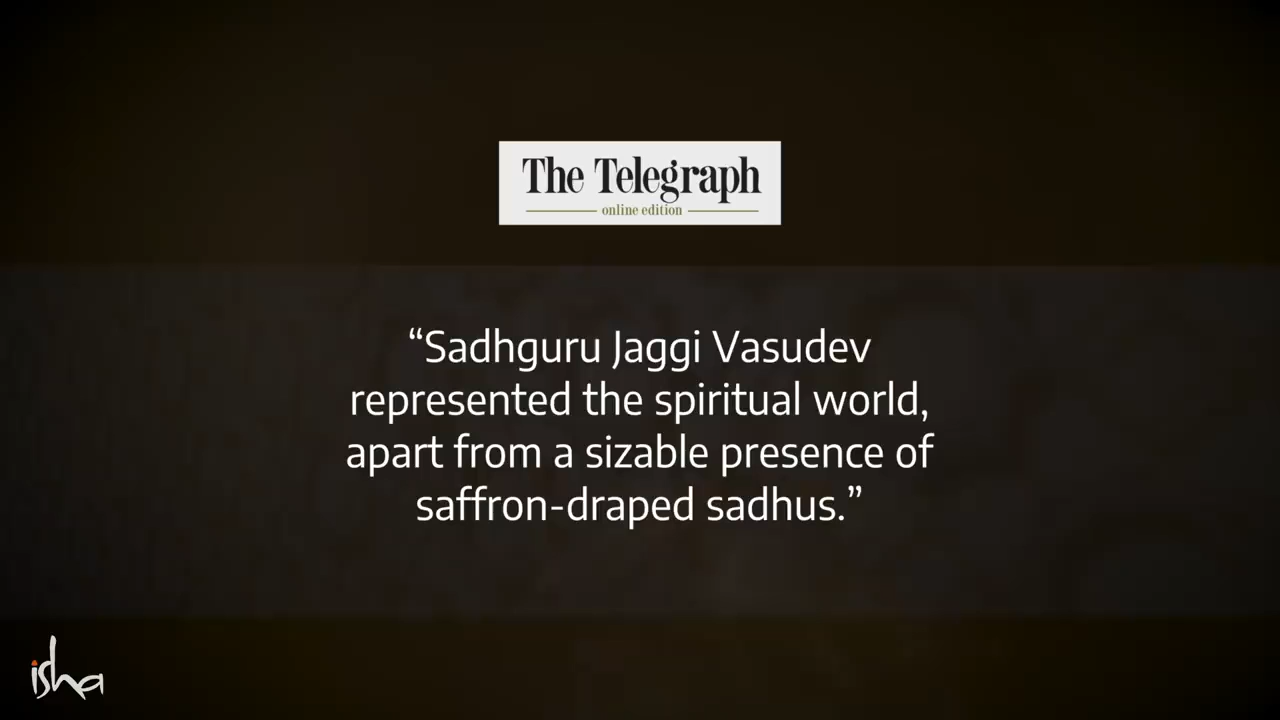 The Telegraph
online edition
“Sadhguru Jaggi Vasudev
represented the spiritual world,
apart from a sizable presence of
saffron-draped sadhus.”
isha